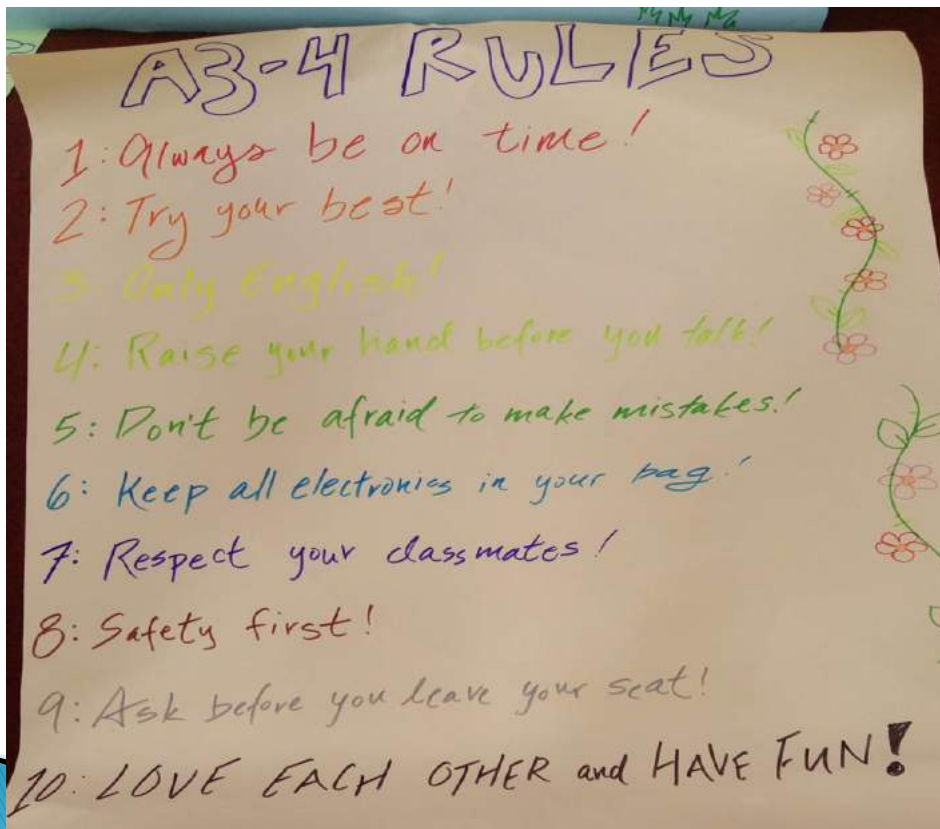 A3-4 RULES
1: Always be on time!
2: Try your best!
3. Only English!
4: Raise your hand before you talk!
5: Don't be afraid to make mistakes!
6: Keep all electronics in your bag!
7: Respect your classmates!
8: Safety first!
9: Ask before you leave your seat!
10: LOVE EACH OTHER and HAVE FUN!